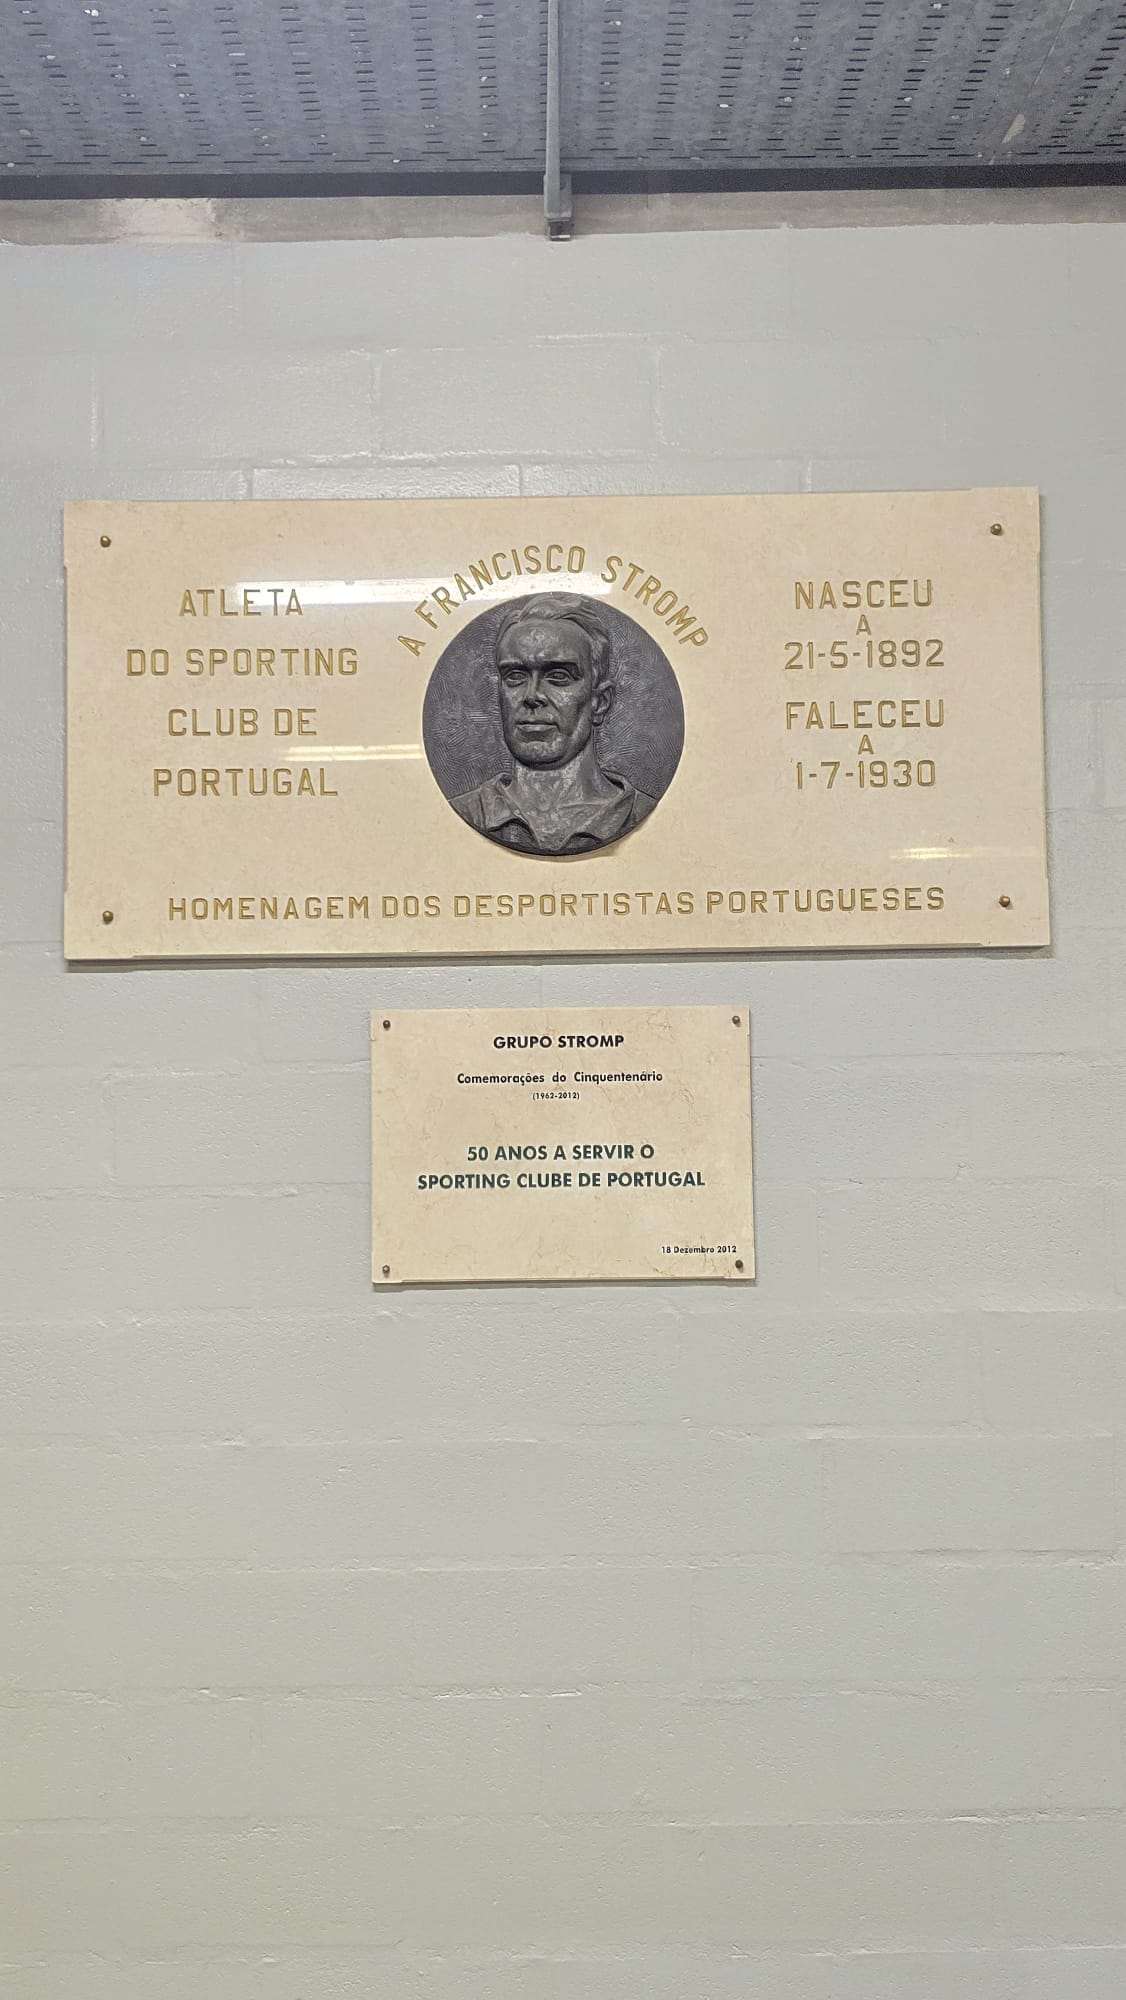 A FRANCISCO STROMP
ATLETA
DO SPORTING
CLUB DE
PORTUGAL
NASCEU
A
21-5-1892
FALECEU
A
1-7-1930
HOMENAGEM DOS DESPORTISTAS PORTUGUESES
GRUPO STROMP
Comemorações do Cinquentenário
(1962-2012)
50 ANOS A SERVIR O
SPORTING CLUBE DE PORTUGAL
18 Dezembro 2012